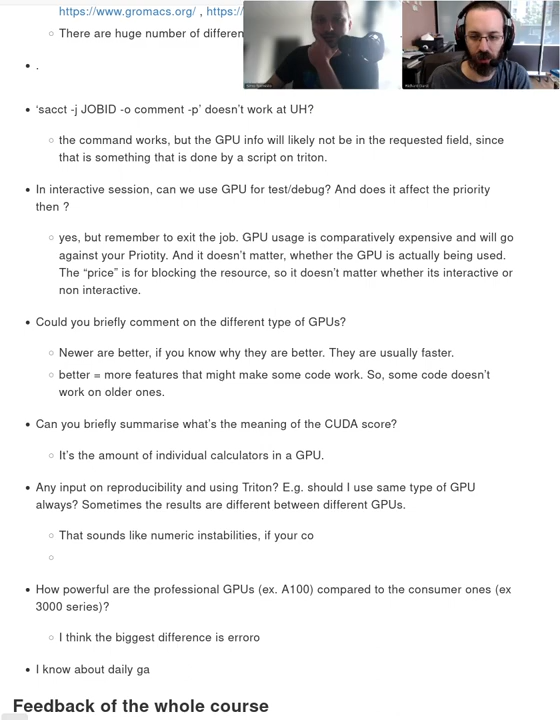 https://www.gromacs.org/ , https://
There are huge number of differen
.
‘sacct -j JOBID -o comment -p’ doesn’t work at UH?
the command works, but the GPU info will likely not be in the requested field, since
that is something that is done by a script on triton.
In interactive session, can we use GPU for test/debug? And does it affect the priority
then ?
yes, but remember to exit the job. GPU usage is comparatively expensive and will go
against your Priotity. And it doesn’t matter, whether the GPU is actually being used.
The “price” is for blocking the resource, so it doesn’t matter whether its interactive or
non interactive.
Could you briefly comment on the different type of GPUs?
Newer are better, if you know why they are better. They are usually faster.
better = more features that might make some code work. So, some code doesn’t
work on older ones.
Can you briefly summarise what’s the meaning of the CUDA score?
It’s the amount of individual calculators in a GPU.
Any input on reproducibility and using Triton? E.g. should I use same type of GPU
always? Sometimes the results are different between different GPUs.
That sounds like numeric instabilities, if your co
How powerful are the professional GPUs (ex. A100) compared to the consumer ones (ex
3000 series)?
I think the biggest difference is erroro
I know about daily ga
Feedback of the whole course